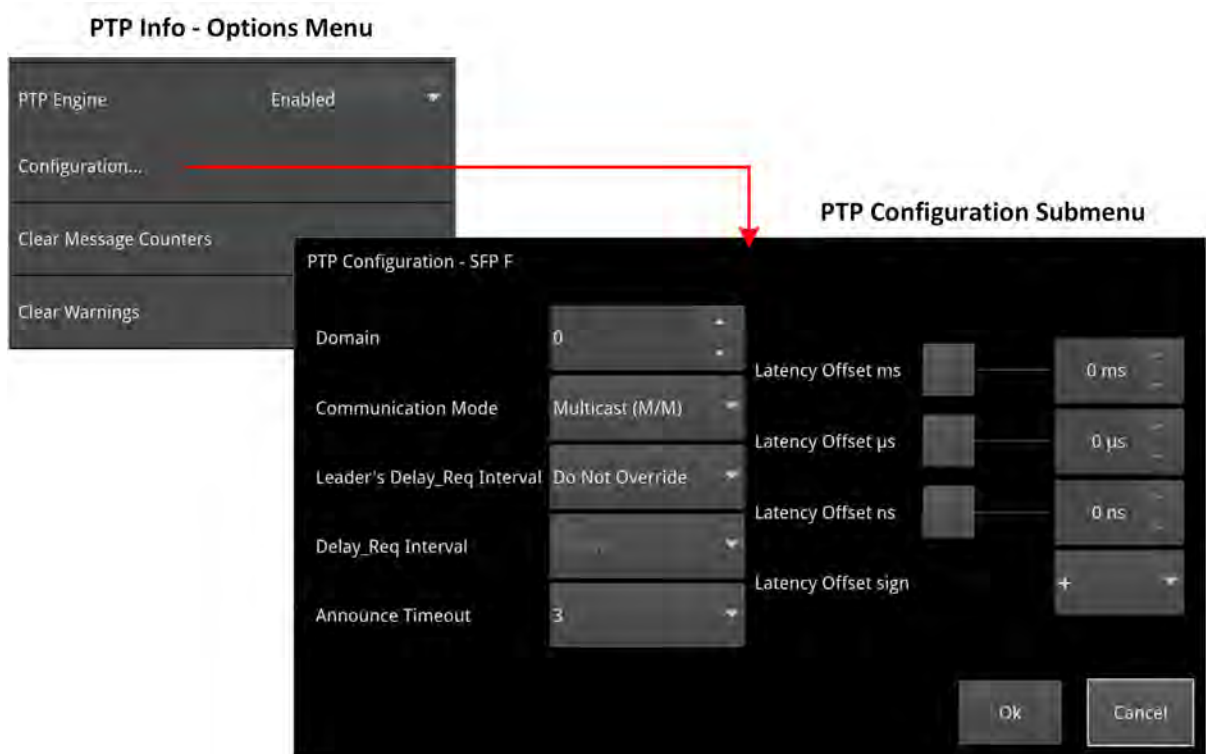 PTP Info - Options Menu
PTP Engine Enabled
Configuration...
Clear Message Counters
Clear Warnings
PTP Configuration Submenu
PTP Configuration - SFP F
Domain 0
Communication Mode Multicast (M/M)
Leader's Delay_Req Interval Do Not Override
Delay_Req Interval
Announce Timeout 3
Latency Offset ms 0 ms
Latency Offset µs 0 µs
Latency Offset ns 0 ns
Latency Offset sign +
Ok Cancel